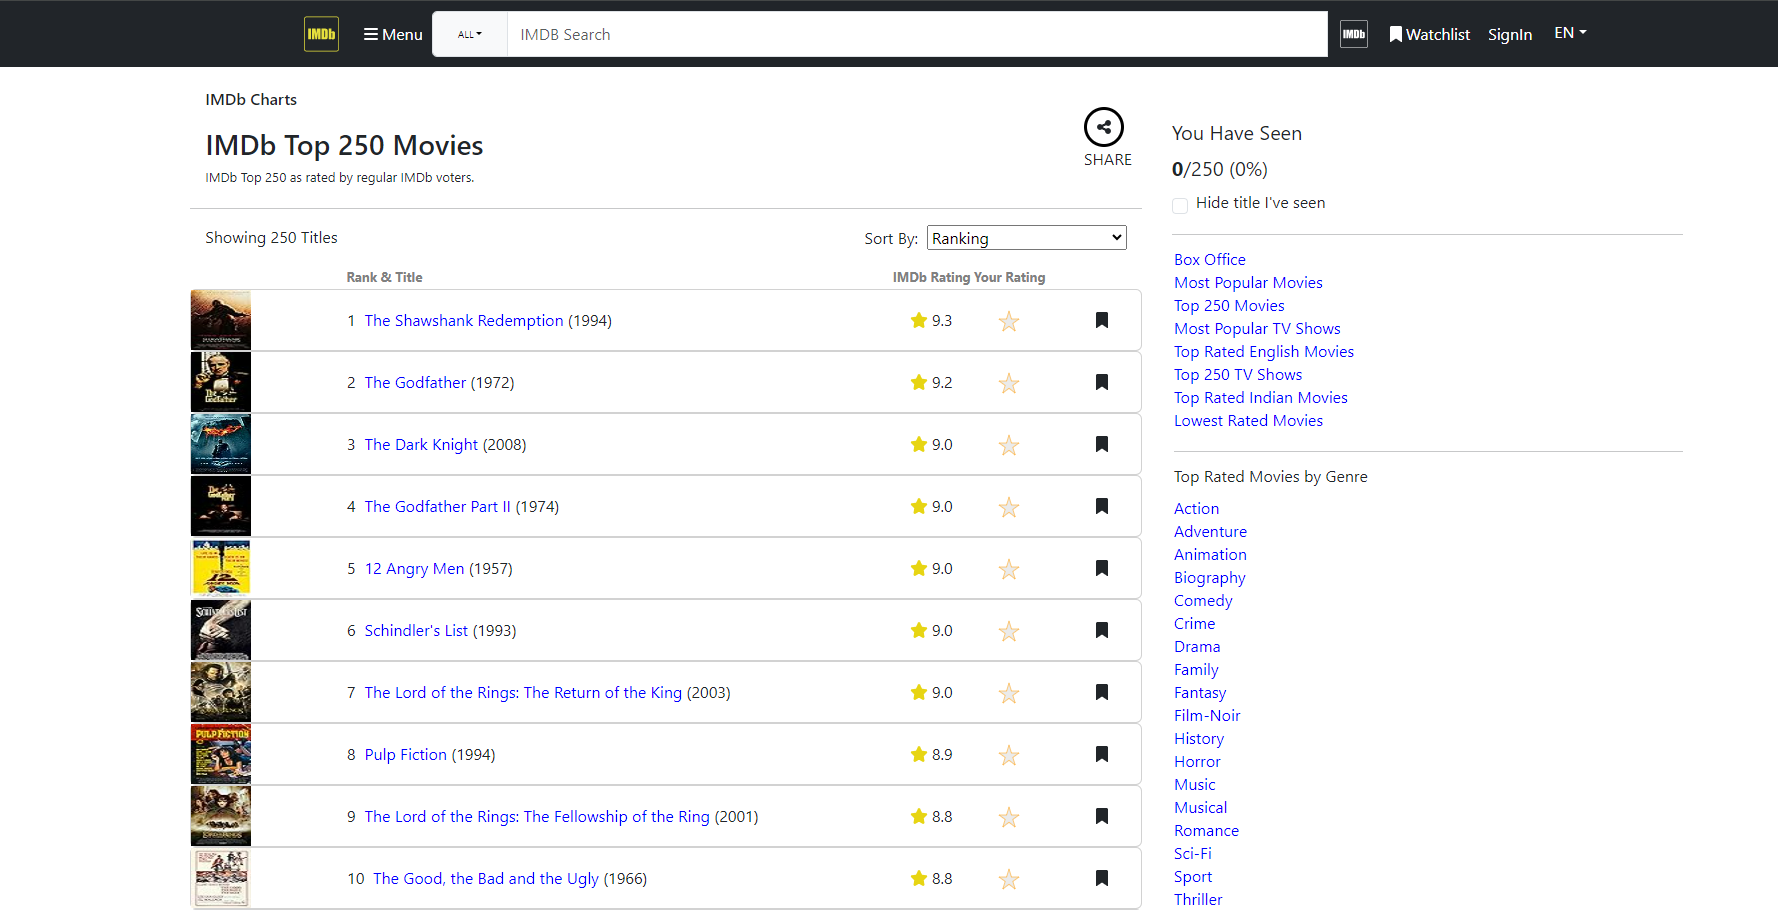 IMDb Menu ALL IMDB Search IMDb Watchlist SignIn EN
IMDb Charts
IMDb Top 250 Movies
IMDb Top 250 as rated by regular IMDb voters.
SHARE
Showing 250 Titles
Sort By: Ranking
Rank & Title IMDb Rating Your Rating
1 The Shawshank Redemption (1994) 9.3
2 The Godfather (1972) 9.2
3 The Dark Knight (2008) 9.0
4 The Godfather Part II (1974) 9.0
5 12 Angry Men (1957) 9.0
6 Schindler's List (1993) 9.0
7 The Lord of the Rings: The Return of the King (2003) 9.0
PULP FICTION
8 Pulp Fiction (1994) 8.9
9 The Lord of the Rings: The Fellowship of the Ring (2001) 8.8
10 The Good, the Bad and the Ugly (1966) 8.8
You Have Seen
0/250 (0%)
Hide title I've seen
Box Office
Most Popular Movies
Top 250 Movies
Most Popular TV Shows
Top Rated English Movies
Top 250 TV Shows
Top Rated Indian Movies
Lowest Rated Movies
Top Rated Movies by Genre
Action
Adventure
Animation
Biography
Comedy
Crime
Drama
Family
Fantasy
Film-Noir
History
Horror
Music
Musical
Romance
Sci-Fi
Sport
Thriller